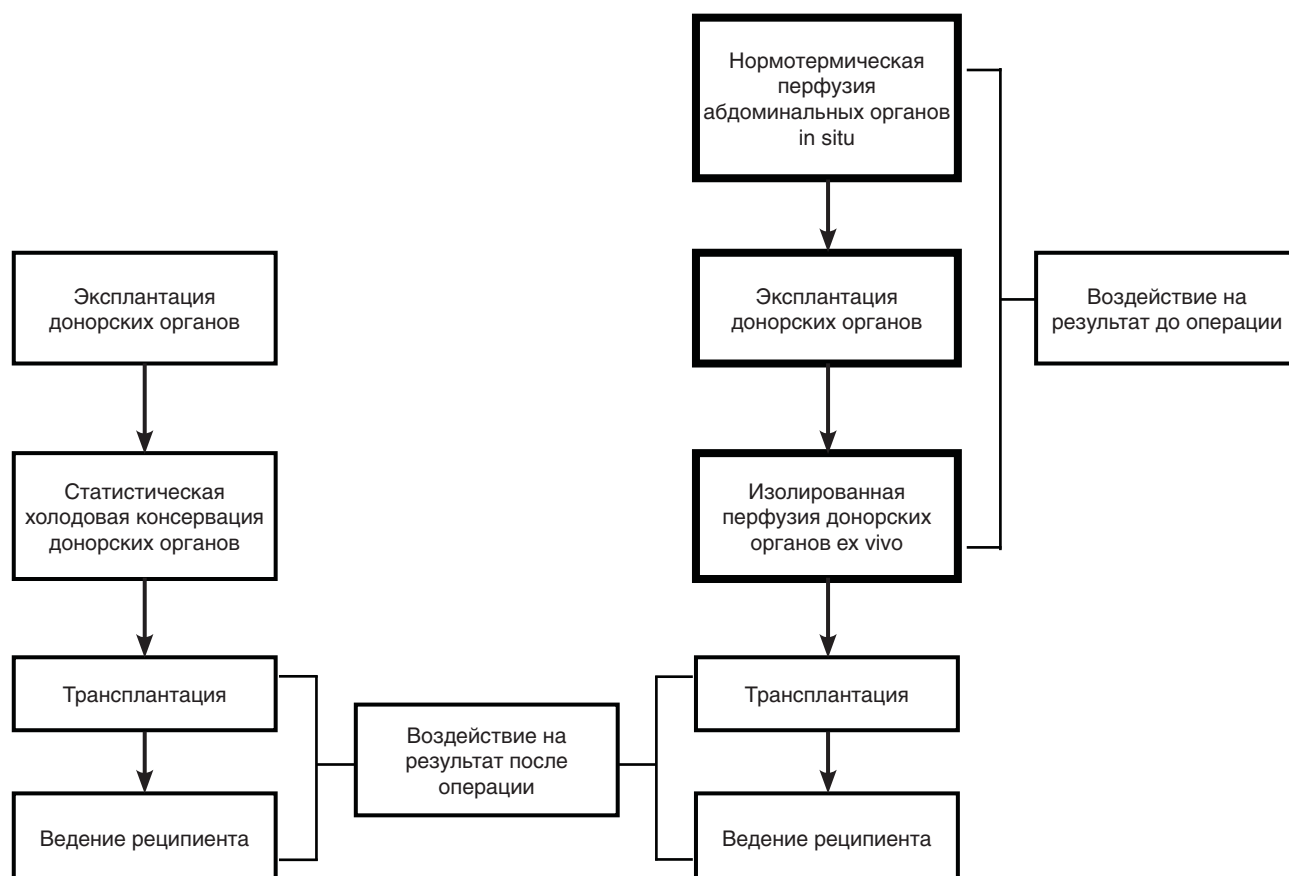 Нормотермическая
перфузия
абдоминальных органов
in situ
Эксплантация
донорских органов
Эксплантация
донорских органов
Воздействие на
результат до операции
Статистическая
холодовая консервация
донорских органов
Изолированная
перфузия донорских
органов ex vivo
Трансплантация
Воздействие на
результат после
операции
Трансплантация
Ведение реципиента
Ведение реципиента